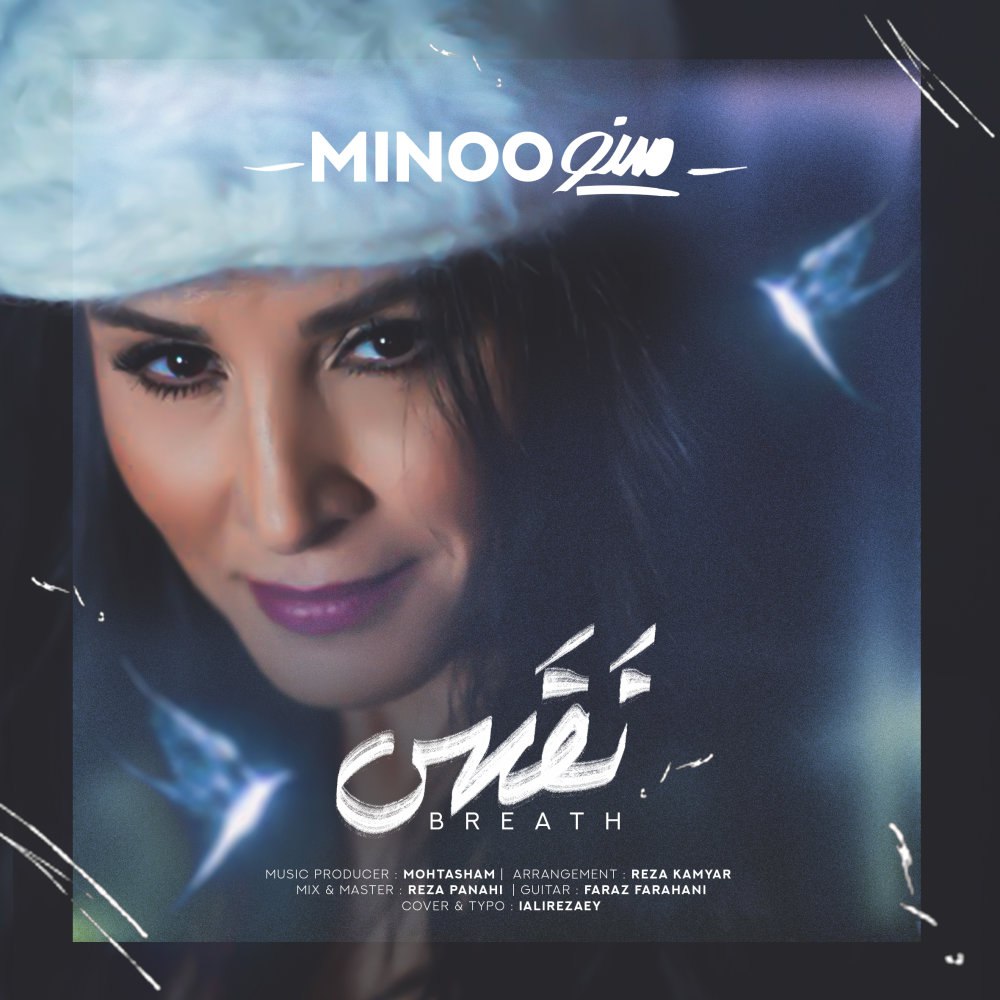 MINOO مینو
نَفَس
BREATH
MUSIC PRODUCER : MOHTASHAM | ARRANGEMENT : REZA KAMYAR
MIX & MASTER : REZA PANAHI | GUITAR : FARAZ FARAHANI
COVER & TYPO : IALIREZAEY